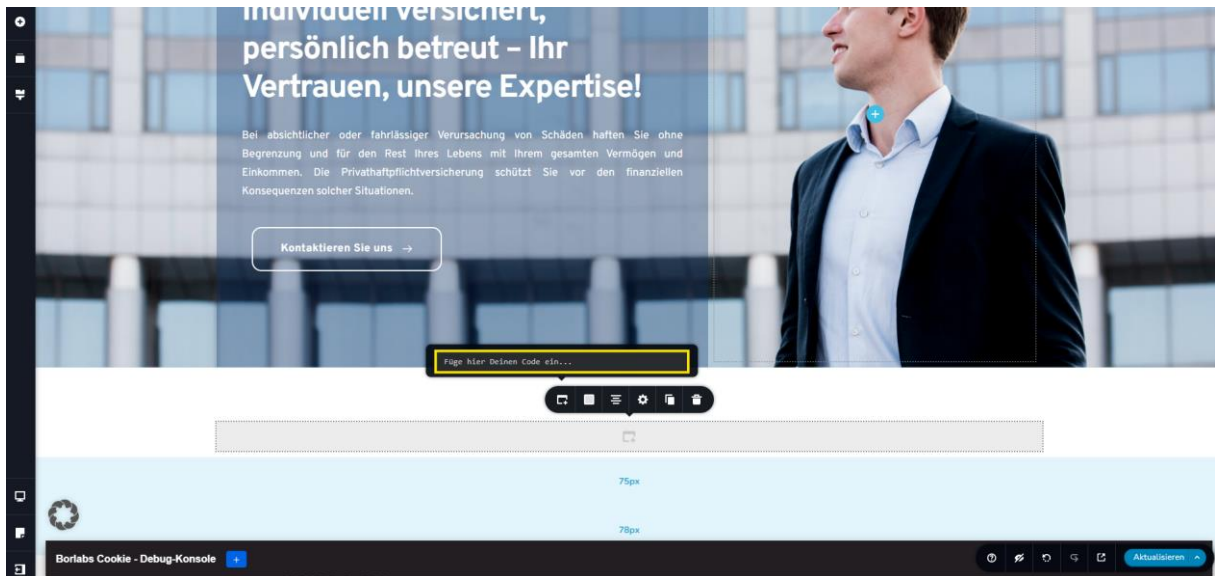 Individuell versichert,
persönlich betreut – Ihr
Vertrauen, unsere Expertise!
Bei absichtlicher oder fahrlässiger Verursachung von Schäden haften Sie ohne
Begrenzung und für den Rest Ihres Lebens mit Ihrem gesamten Vermögen und
Einkommen. Die Privathaftpflichtversicherung schützt Sie vor den finanziellen
Konsequenzen solcher Situationen.
Kontaktieren Sie uns →
Füge hier Deinen Code ein...
75px
78px
Borlabs Cookie - Debug-Konsole +
Aktualisieren